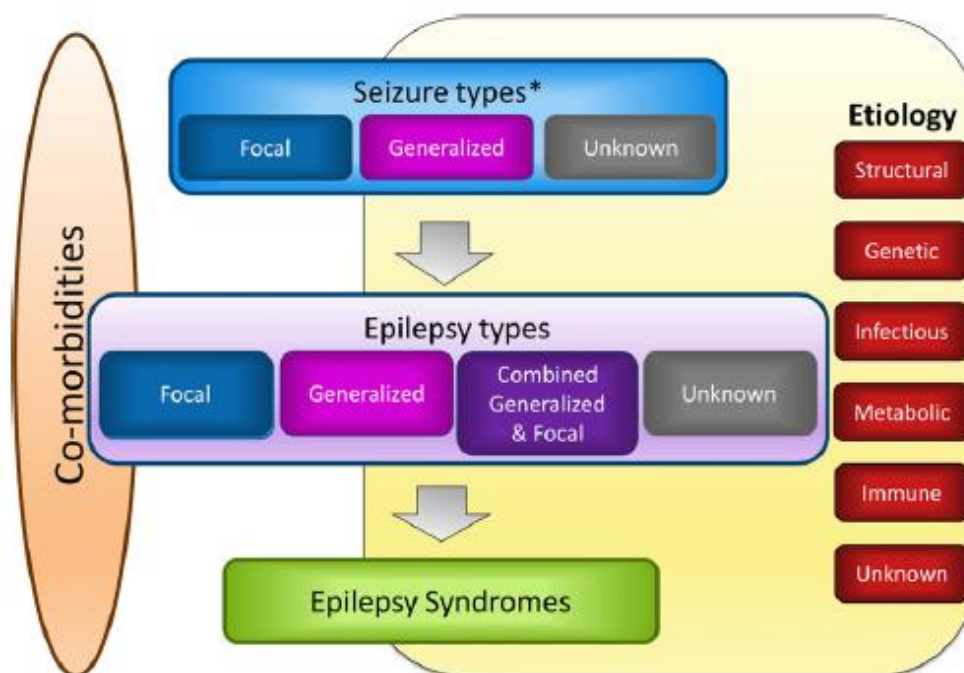 Co-morbidities
Seizure types*
Focal
Generalized
Unknown
Epilepsy types
Focal
Generalized
Combined
Generalized
& Focal
Unknown
Epilepsy Syndromes
Etiology
Structural
Genetic
Infectious
Metabolic
Immune
Unknown